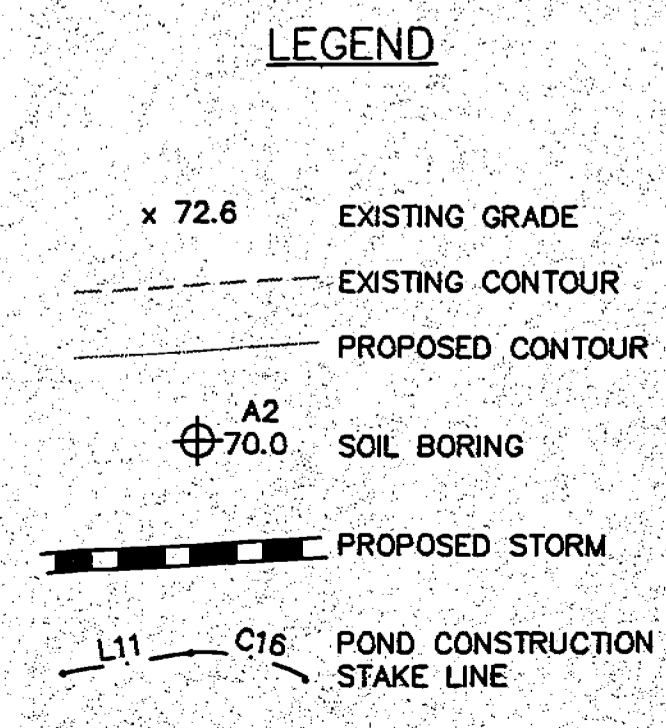 LEGEND
x 72.6 EXISTING GRADE
EXISTING CONTOUR
PROPOSED CONTOUR
A2
70.0 SOIL BORING
PROPOSED STORM
L11 C16 POND CONSTRUCTION
STAKE LINE